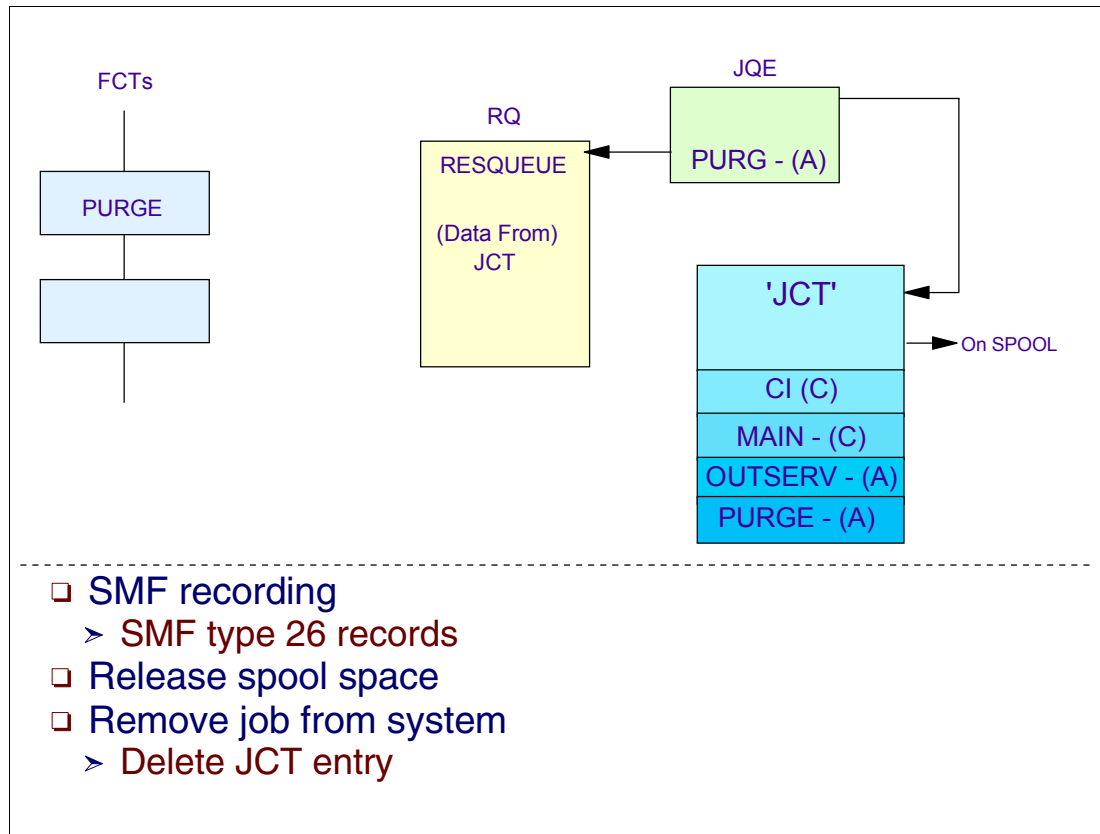 FCTs
PURGE
RQ
RESQUEUE
(Data From)
JCT
JQE
PURG - (A)
'JCT'
On SPOOL
CI (C)
MAIN - (C)
OUTSERV - (A)
PURGE - (A)
❏ SMF recording
➢ SMF type 26 records
❏ Release spool space
❏ Remove job from system
➢ Delete JCT entry